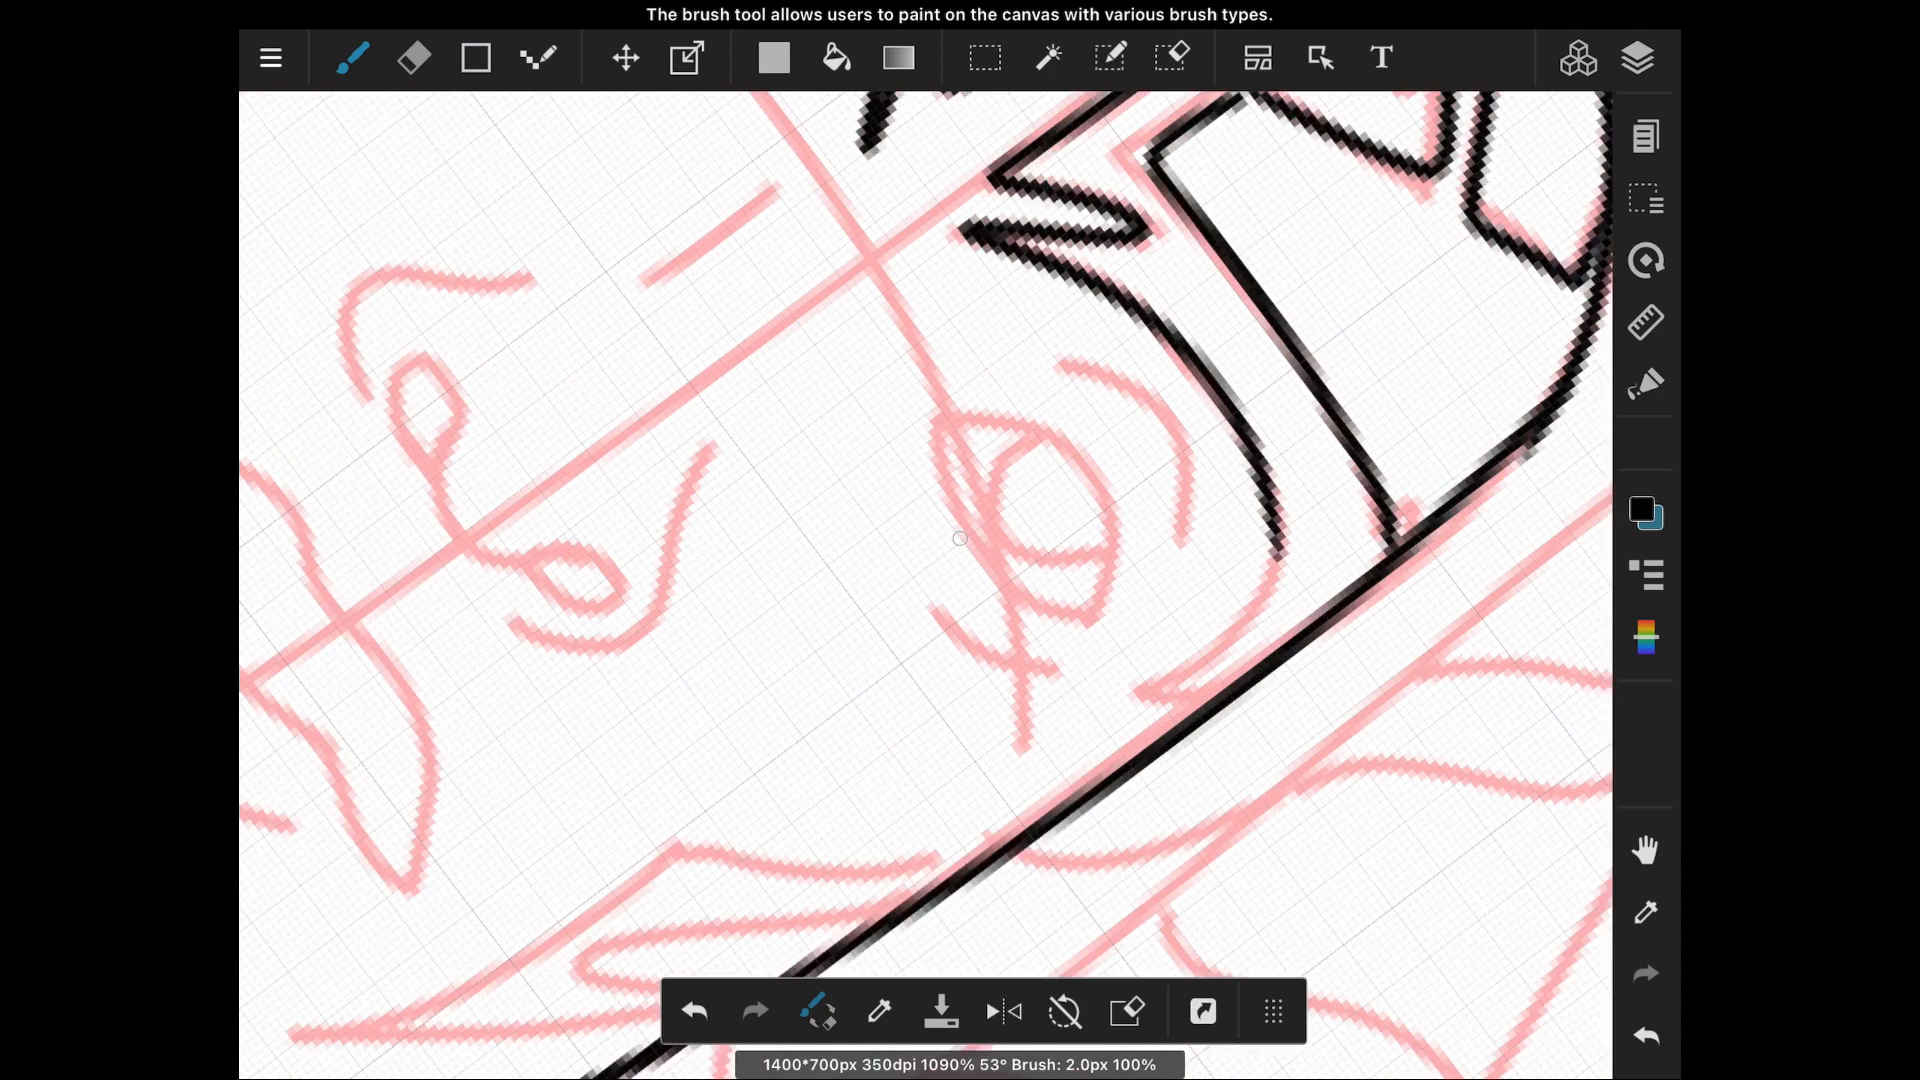 The brush tool allows users to paint on the canvas with various brush types.
T
1400*700px 350dpi 1090% 53° Brush: 2.0px 100%